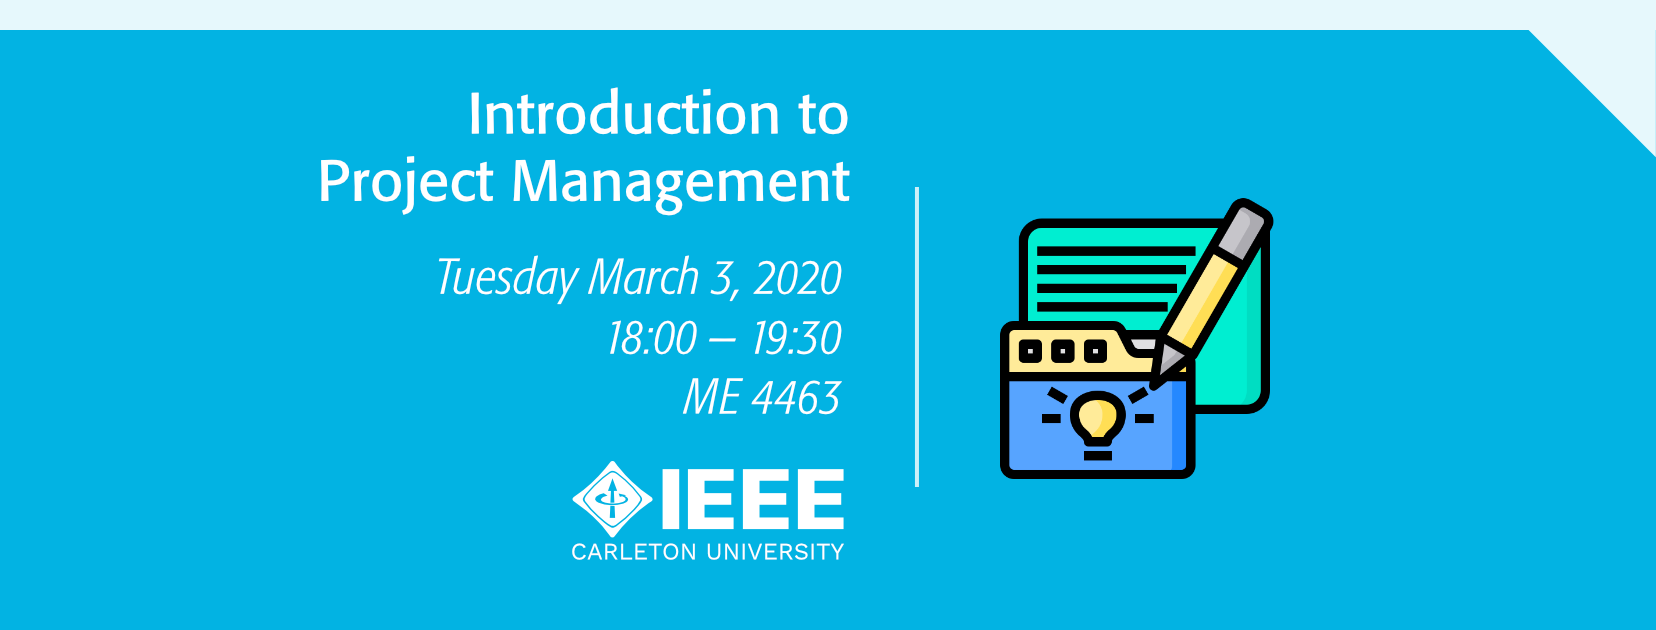 Introduction to
Project Management
Tuesday March 3, 2020
18:00 – 19:30
ME 4463
IEEE
CARLETON UNIVERSITY